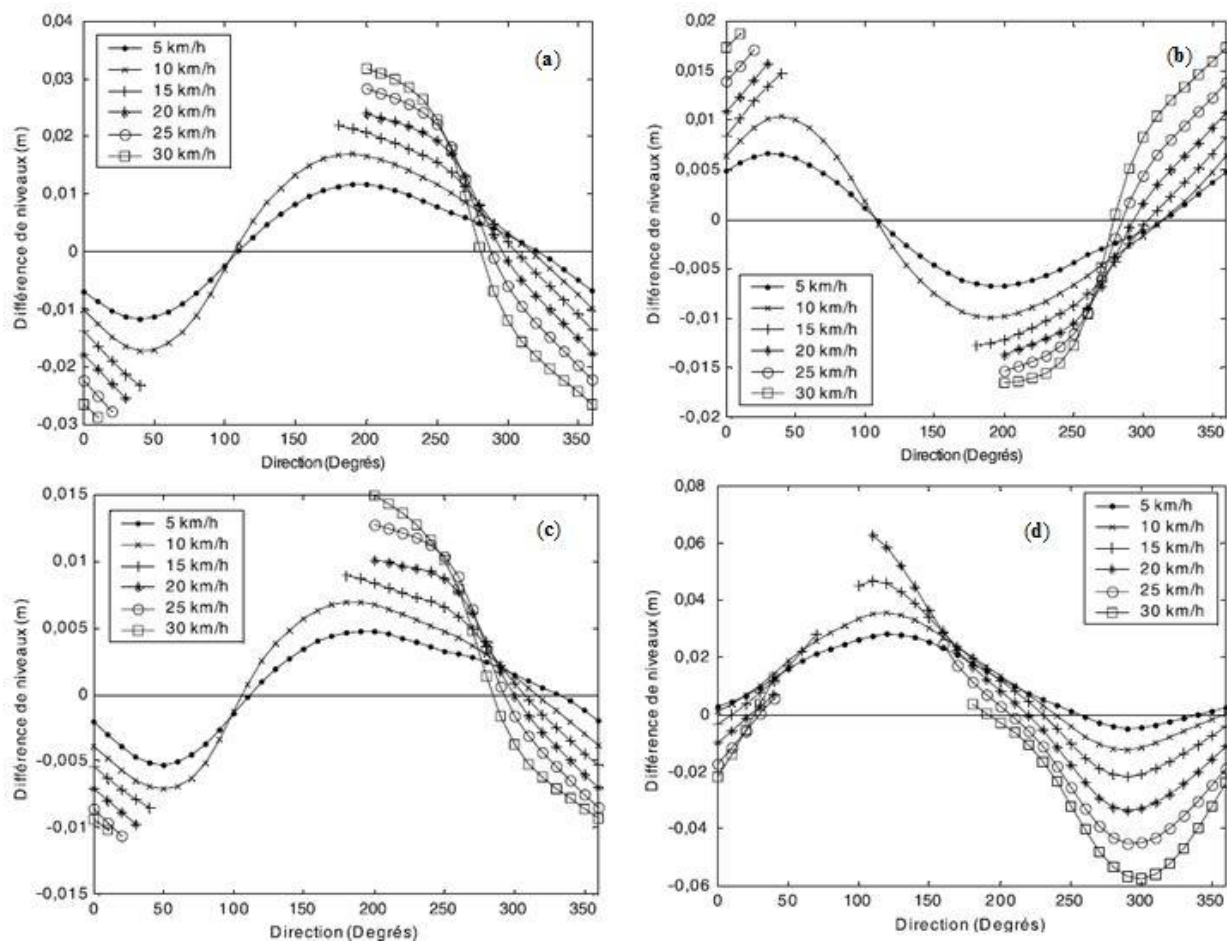 (a)
Différence de niveaux (m)
0,04
0,03
0,02
0,01
0
-0,01
-0,02
-0,03
5 km/h
10 km/h
15 km/h
20 km/h
25 km/h
30 km/h
0 50 100 150 200 250 300 350
Direction (Degrés)
(b)
Différence de niveaux (m)
0,02
0,015
0,01
0,005
0
-0,005
-0,01
-0,015
-0,02
5 km/h
10 km/h
15 km/h
20 km/h
25 km/h
30 km/h
0 50 100 150 200 250 300 350
Direction (Degrés)
(c)
Différence de niveaux (m)
0,015
0,01
0,005
0
-0,005
-0,01
-0,015
5 km/h
10 km/h
15 km/h
20 km/h
25 km/h
30 km/h
0 50 100 150 200 250 300 350
Direction (Degrés)
(d)
Différence de niveaux (m)
0,08
0,06
0,04
0,02
0
-0,02
-0,04
-0,06
5 km/h
10 km/h
15 km/h
20 km/h
25 km/h
30 km/h
0 50 100 150 200 250 300 350
Direction (Degrés)